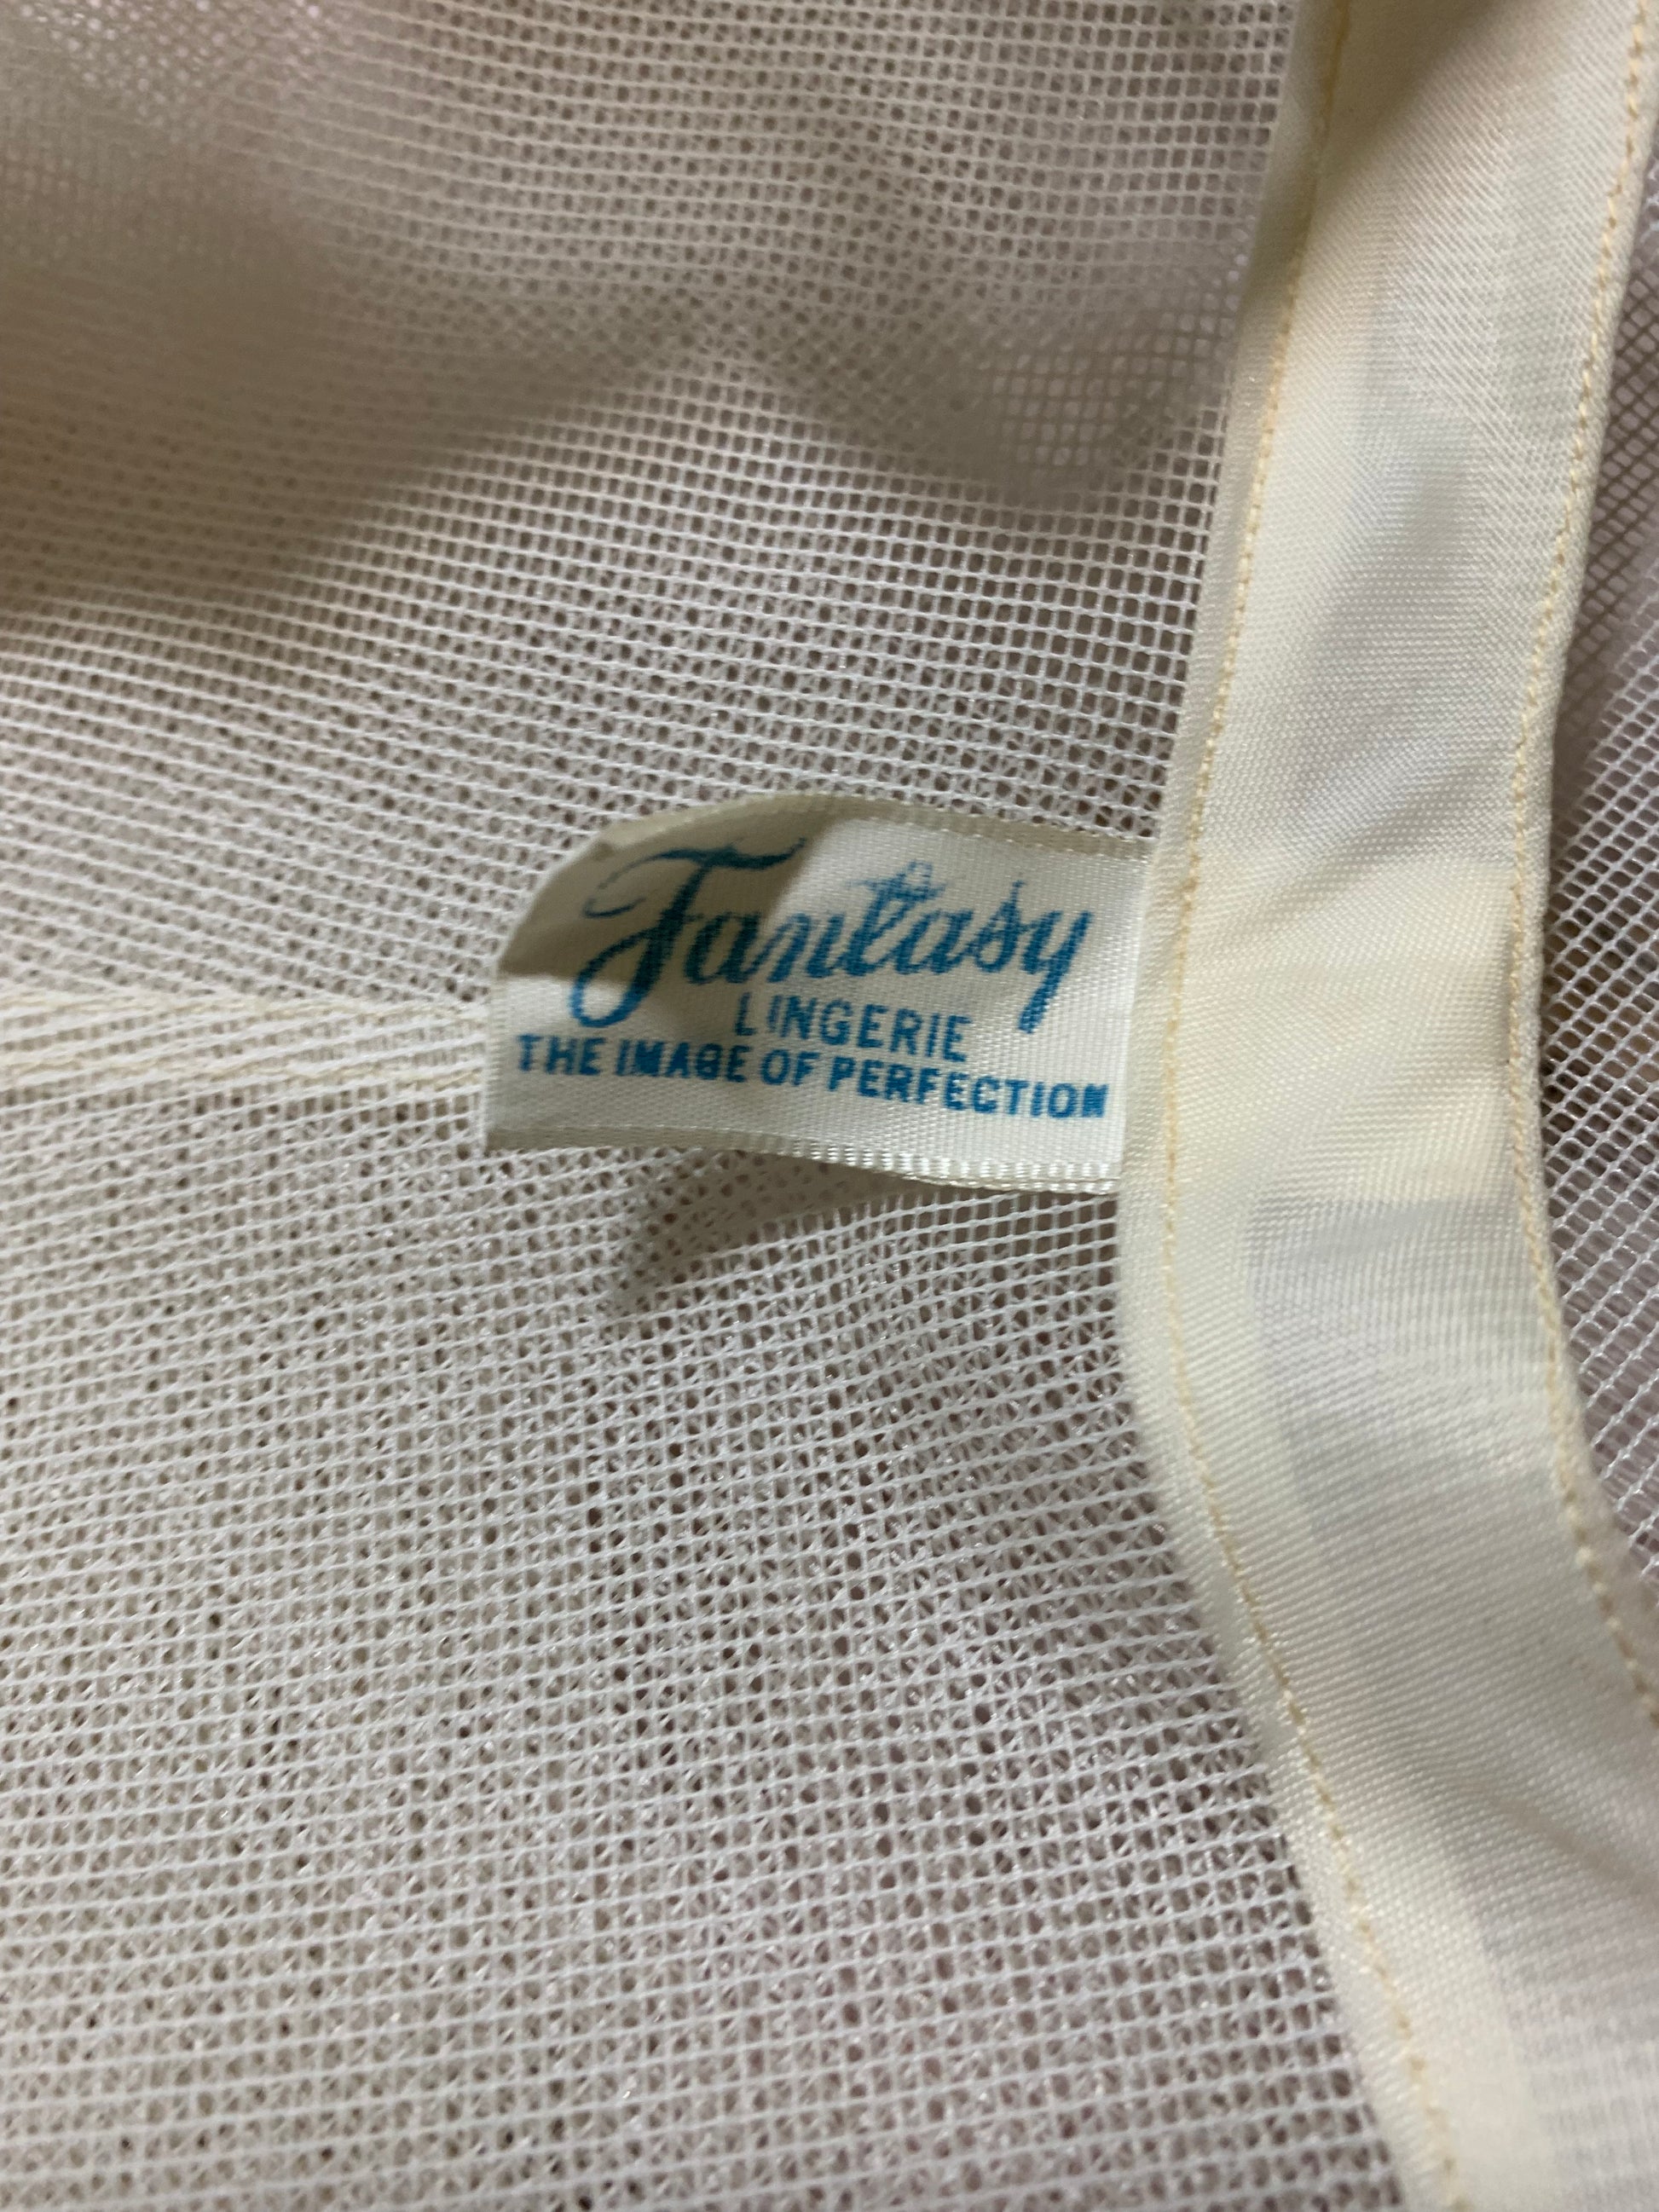 Fantasy
LINGERIE
THE IMAGE OF PERFECTION